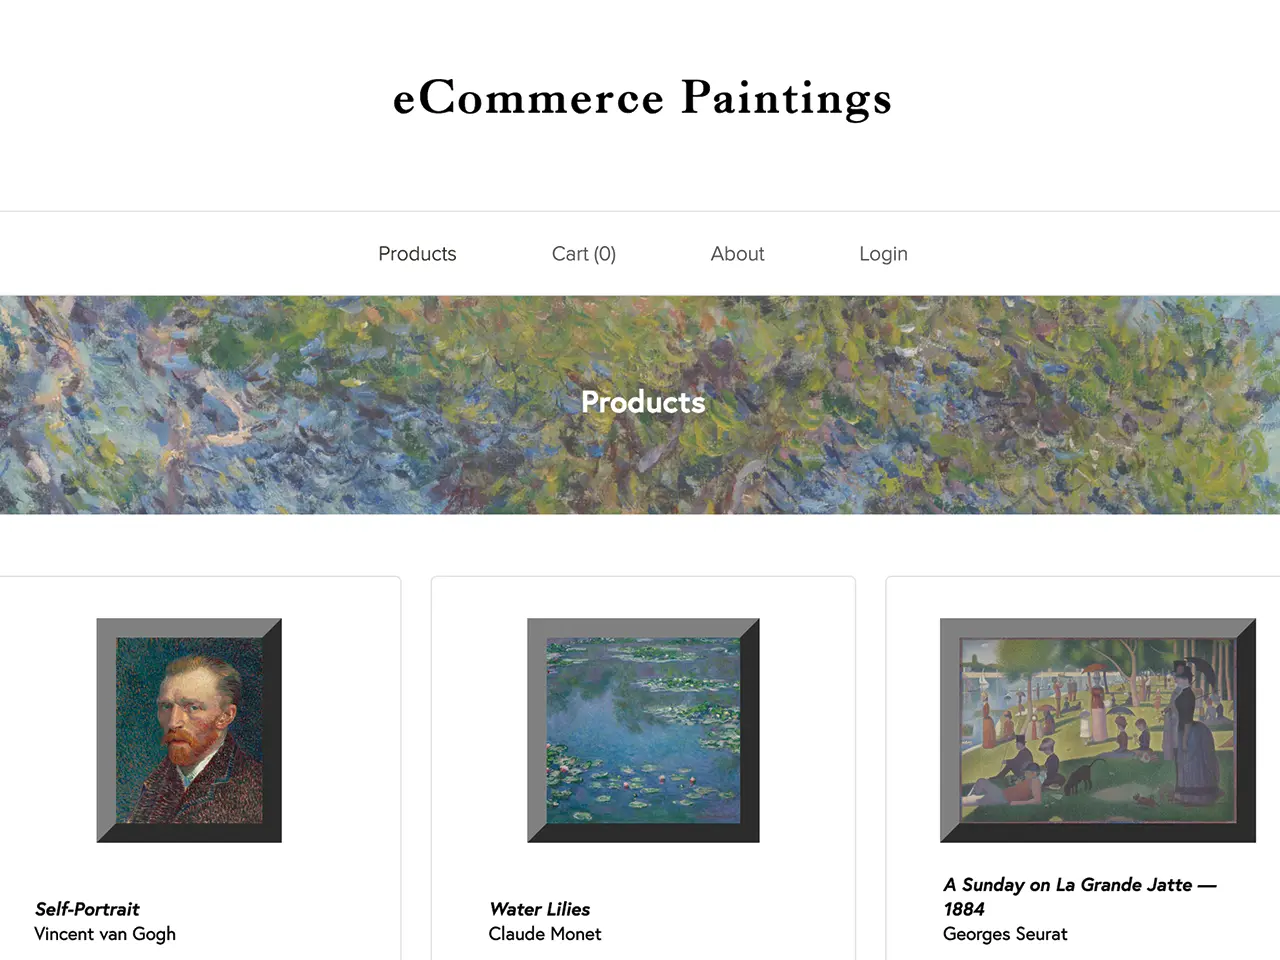 eCommerce Paintings
Products Cart (0) About Login
Products
Self-Portrait
Vincent van Gogh
Water Lilies
Claude Monet
A Sunday on La Grande Jatte —
1884
Georges Seurat